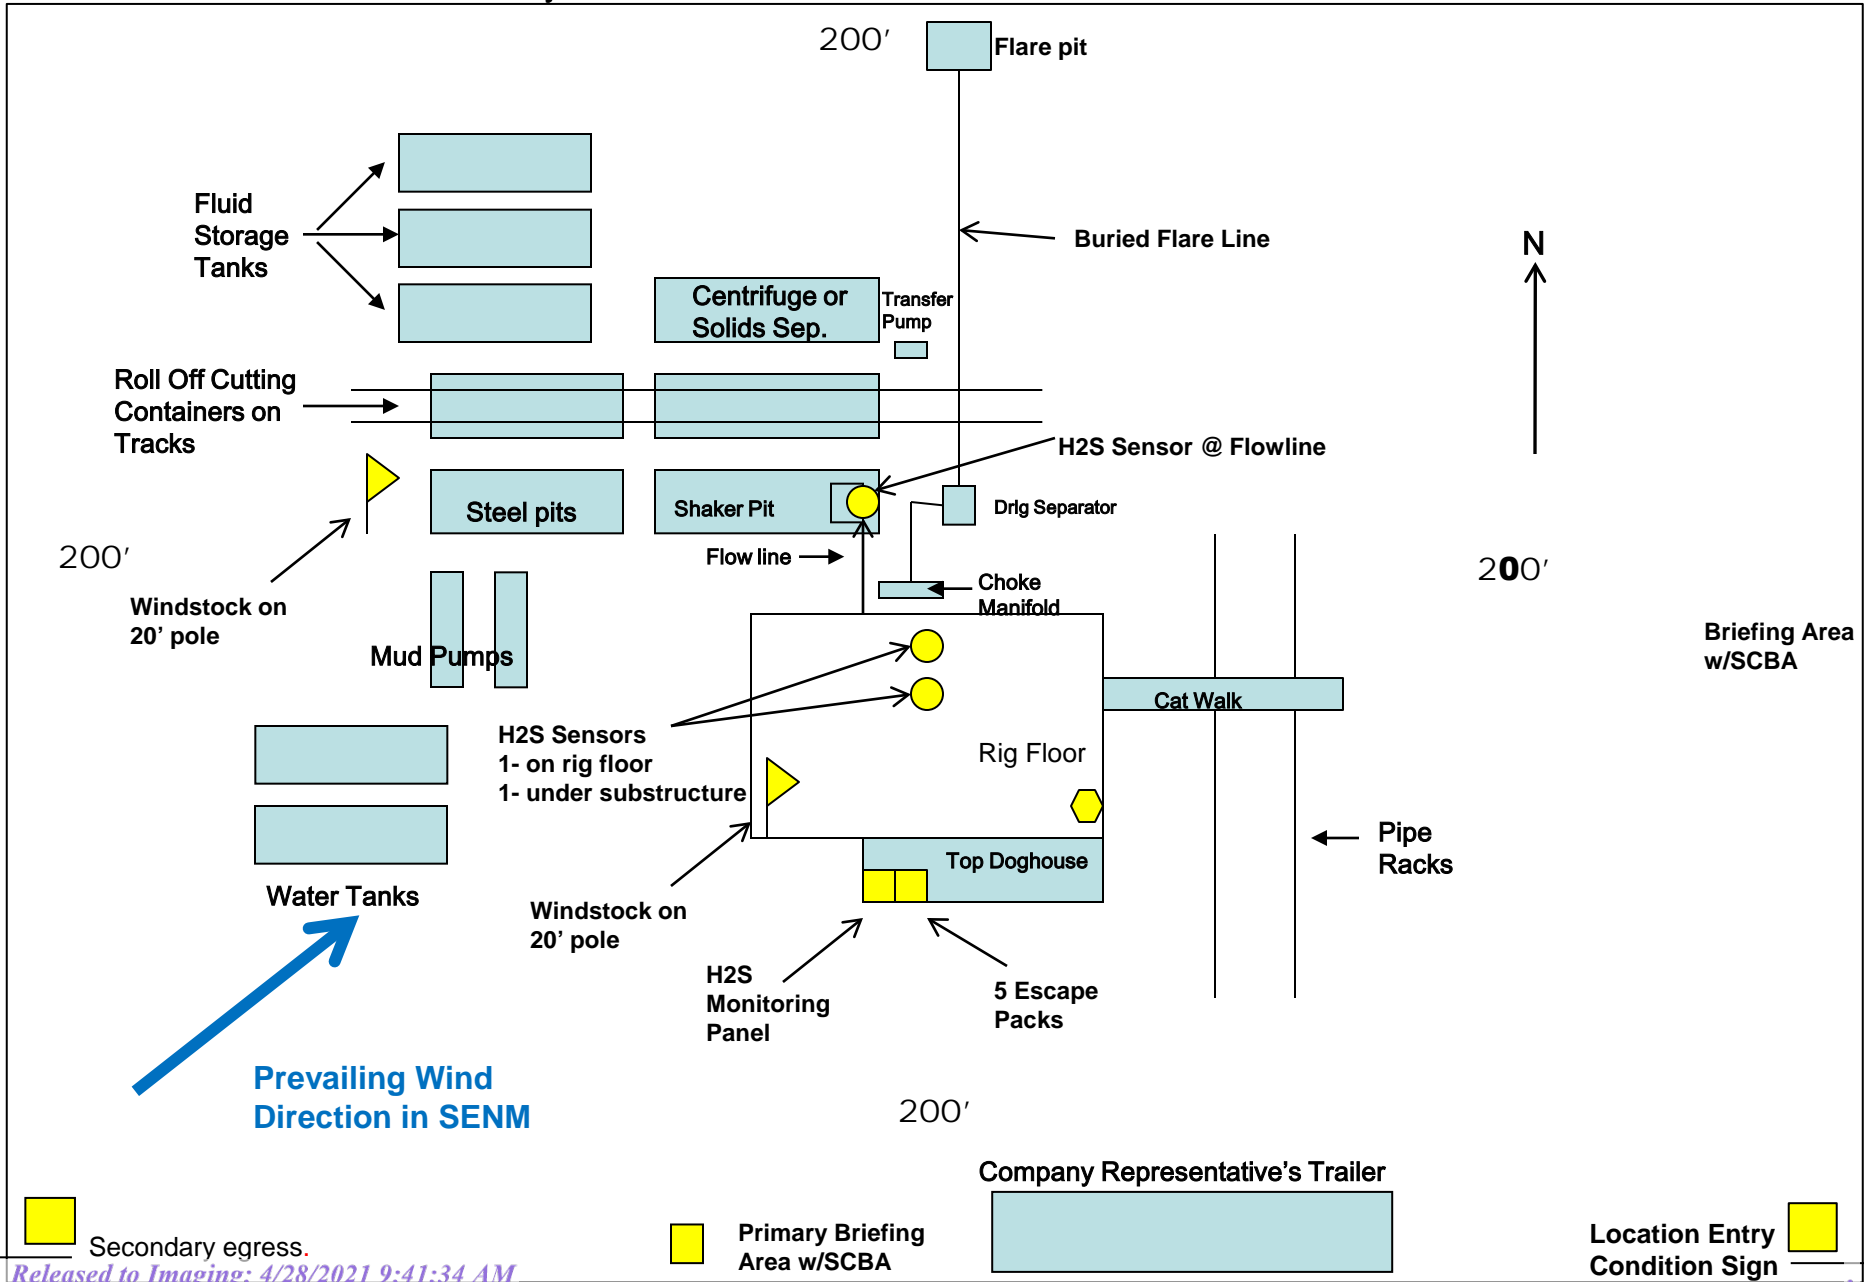 200'
Flare pit
Fluid
Storage
Tanks
Buried Flare Line
N
Centrifuge or
Solids Sep.
Transfer
Pump
Roll Off Cutting
Containers on
Tracks
H2S Sensor @ Flowline
Steel pits
Shaker Pit
Drlg Separator
Flow line
200'
200'
Choke
Manifold
Windstock on
20' pole
Mud Pumps
Briefing Area
w/SCBA
Cat Walk
H2S Sensors
1- on rig floor
1- under substructure
Rig Floor
Pipe
Racks
Top Doghouse
Water Tanks
Windstock on
20' pole
H2S
Monitoring
Panel
5 Escape
Packs
Prevailing Wind
Direction in SENM
200'
Company Representative's Trailer
Secondary egress.
Primary Briefing
Area w/SCBA
Location Entry
Condition Sign
Released to Imaging: 4/28/2021 9:41:34 AM